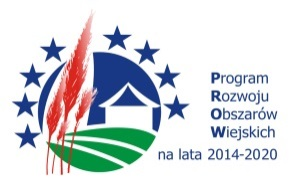 Program
Rozwoju
Obszarów
Wiejskich
na lata 2014-2020